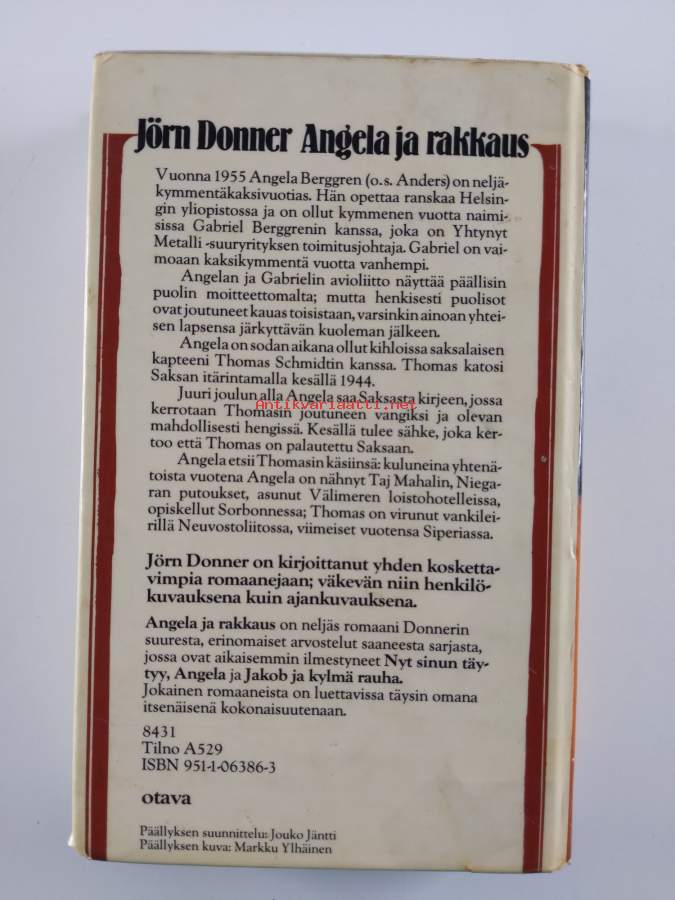 Jörn Donner Angela ja rakkaus
Vuonna 1955 Angela Berggren (o.s. Anders) on neljä-
kymmentäkaksivuotias. Hän opettaa ranskaa Helsin-
gin yliopistossa ja on ollut kymmenen vuotta naimi-
sissa Gabriel Berggrenin kanssa, joka on Yhtynyt
Metalli -suuryrityksen toimitusjohtaja. Gabriel on vai-
moaan kaksikymmentä vuotta vanhempi.
Angelan ja Gabrielin avioliitto näyttää päällisin
puolin moitteettomalta; mutta henkisesti puolisot
ovat joutuneet kauas toisistaan, varsinkin ainoan yhtei-
sen lapsensa järkyttävän kuoleman jälkeen.
Angela on sodan aikana ollut kihloissa saksalaisen
kapteeni Thomas Schmidtin kanssa. Thomas katosi
Saksan itärintamalla kesällä 1944.
Juuri joulun alla Angela saa Saksasta kirjeen, jossa
Antikvariaatti.net
kerrotaan Thomasin joutuneen vangiksi ja olevan
mahdollisesti hengissä. Kesällä tulee sähke, joka ker-
too että Thomas on palautettu Saksaan.
Angela etsii Thomasin käsiinsä: kuluneina yhtenä-
toista vuotena Angela on nähnyt Taj Mahalin, Niega-
ran putoukset, asunut Välimeren loistohotelleissa,
opiskellut Sorbonnessa; Thomas on virunut vankilei-
rillä Neuvostoliitossa, viimeiset vuotensa Siperiassa.
Jörn Donner on kirjoittanut yhden kosketta-
vimpia romaanejaan; väkevän niin henkilö-
kuvauksena kuin ajankuvauksena.
Angela ja rakkaus on neljäs romaani Donnerin
suuresta, erinomaiset arvostelut saaneesta sarjasta,
jossa ovat aikaisemmin ilmestyneet Nyt sinun täy-
tyy, Angela ja Jakob ja kylmä rauha.
Jokainen romaaneista on luettavissa täysin omana
itsenäisenä kokonaisuutenaan.
8431
Tilno A529
ISBN 951-1-06386-3
otava
Päällyksen suunnittelu: Jouko Jäntti
Päällyksen kuva: Markku Ylhäinen